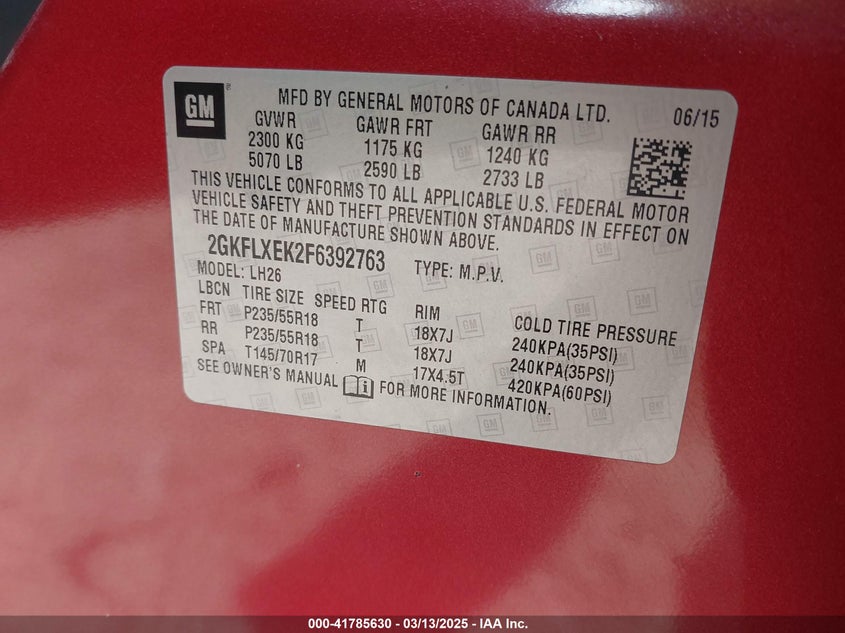 GM
®
MFD BY GENERAL MOTORS OF CANADA LTD. 06/15
GVWR GAWR FRT GAWR RR
2300 KG 1175 KG 1240 KG
5070 LB 2590 LB 2733 LB
THIS VEHICLE CONFORMS TO ALL APPLICABLE U.S. FEDERAL MOTOR
VEHICLE SAFETY AND THEFT PREVENTION STANDARDS IN EFFECT ON
THE DATE OF MANUFACTURE SHOWN ABOVE.
2GKFLXEK2F6392763 TYPE: M.P.V.
MODEL: LH26
LBCN TIRE SIZE SPEED RTG RIM COLD TIRE PRESSURE
FRT P235/55R18 T 18X7J 240KPA(35PSI)
RR P235/55R18 T 18X7J 240KPA(35PSI)
SPA T145/70R17 M 17X4.5T 420KPA(60PSI)
SEE OWNER'S MANUAL i FOR MORE INFORMATION.
000-41785630 - 03/13/2025 - IAA Inc.